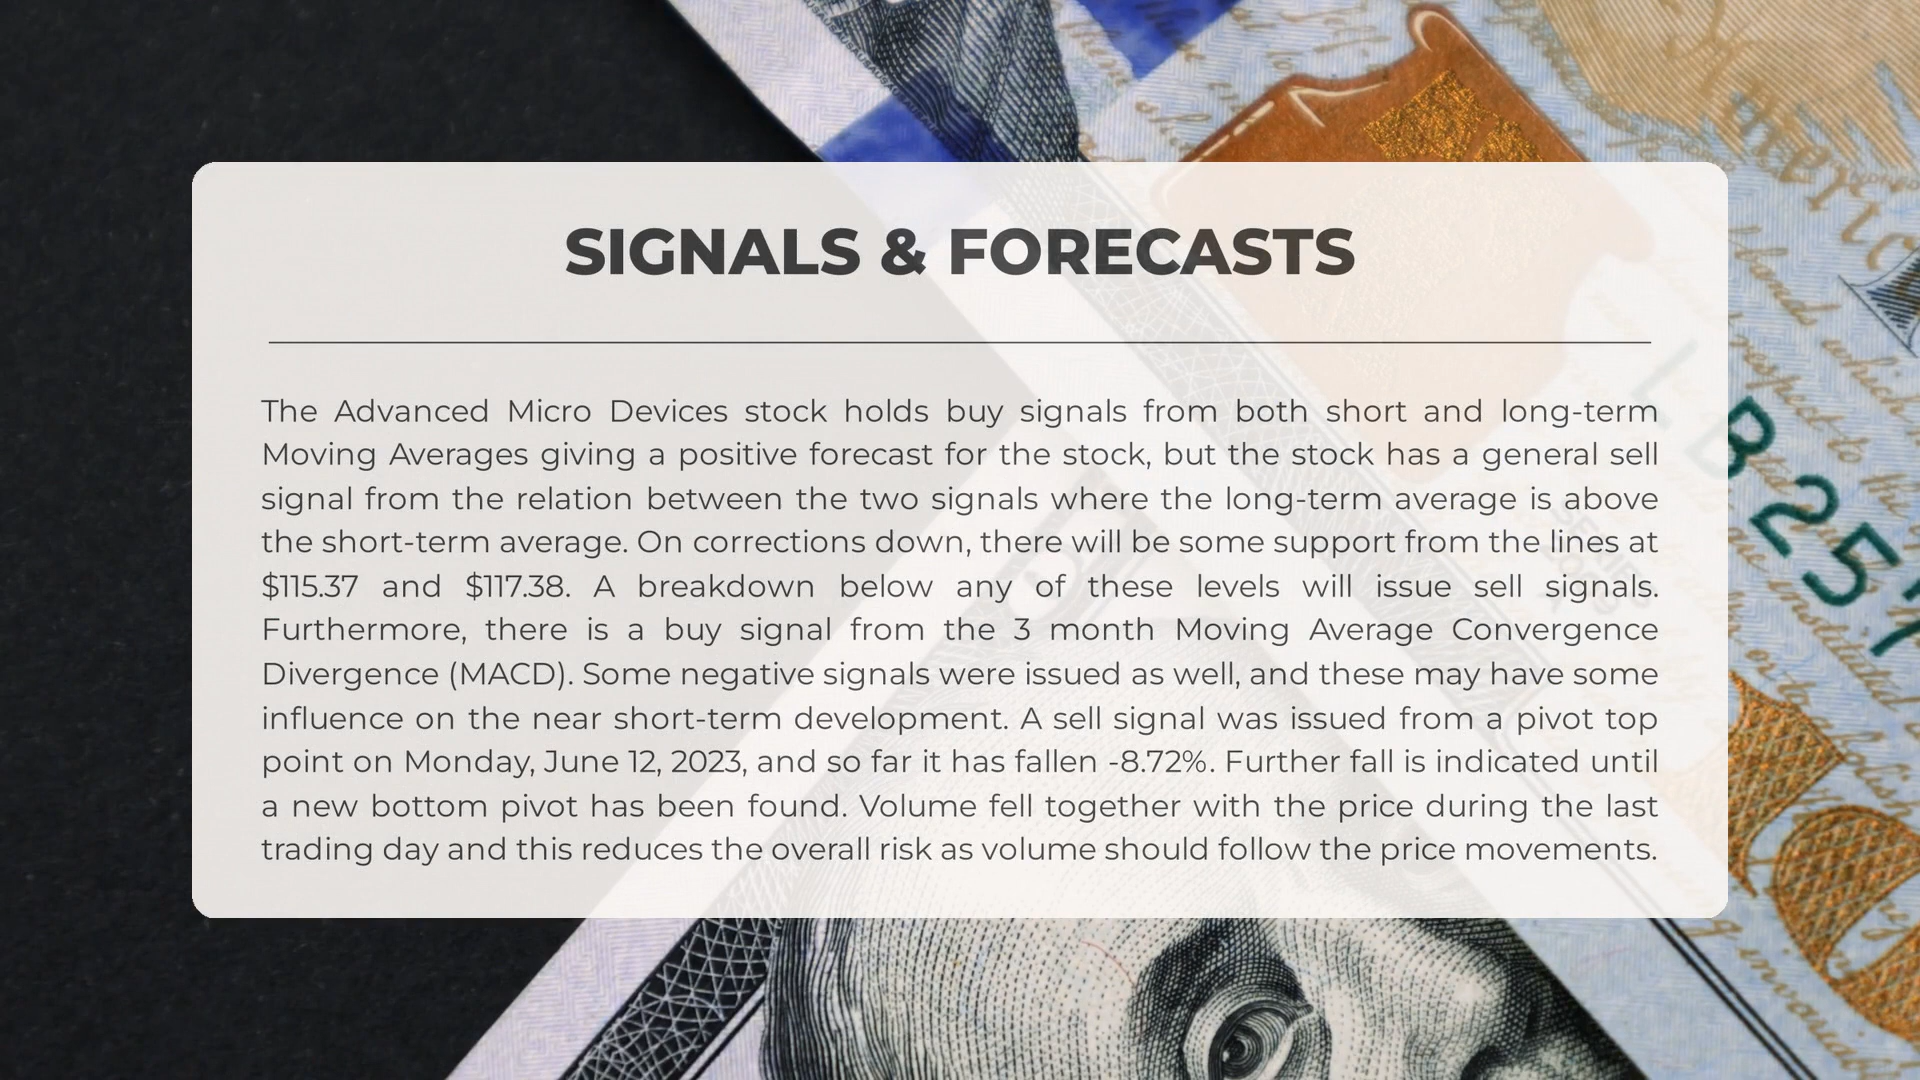 SIGNALS & FORECASTS
The Advanced Micro Devices stock holds buy signals from both short and long-term
Moving Averages giving a positive forecast for the stock, but the stock has a general sell
signal from the relation between the two signals where the long-term average is above
the short-term average. On corrections down, there will be some support from the lines at
$115.37 and $117.38. A breakdown below any of these levels will issue sell signals.
Furthermore, there is a buy signal from the 3 month Moving Average Convergence
Divergence (MACD). Some negative signals were issued as well, and these may have some
influence on the near short-term development. A sell signal was issued from a pivot top
point on Monday, June 12, 2023, and so far it has fallen -8.72%. Further fall is indicated until
a new bottom pivot has been found. Volume fell together with the price during the last
trading day and this reduces the overall risk as volume should follow the price movements.